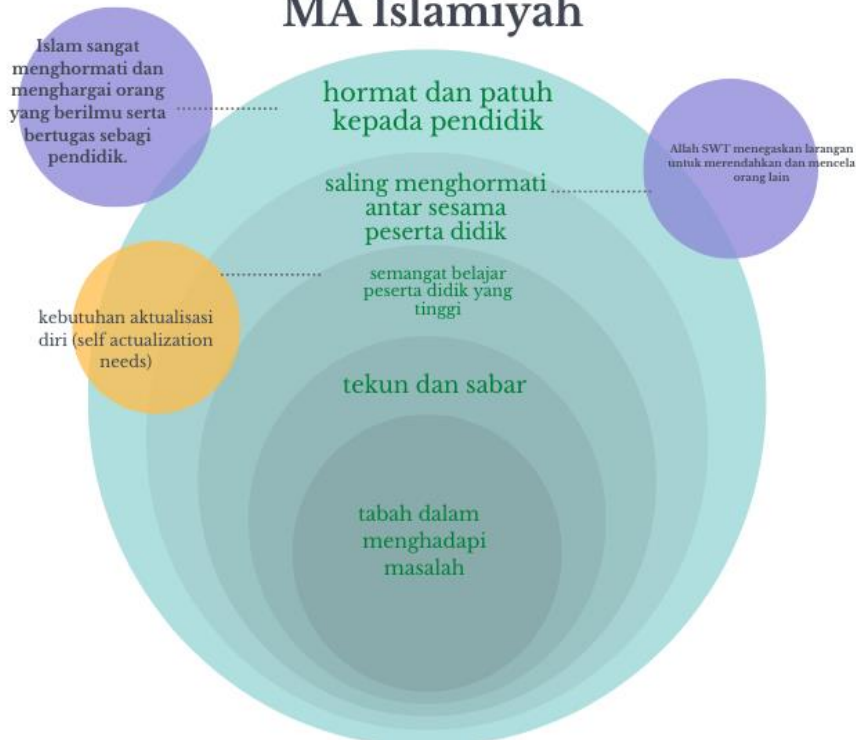 MA Islamiyah
Islam sangat
menghormati dan
menghargai orang
yang berilmu serta
bertugas sebagi
pendidik.
hormat dan patuh
kepada pendidik
Allah SWT menegaskan larangan
untuk merendahkan dan mencela
orang lain
saling menghormati
antar sesama
peserta didik
semangat belajar
peserta didik yang
tinggi
kebutuhan aktualisasi
diri (self actualization
needs)
tekun dan sabar
tabah dalam
menghadapi
masalah